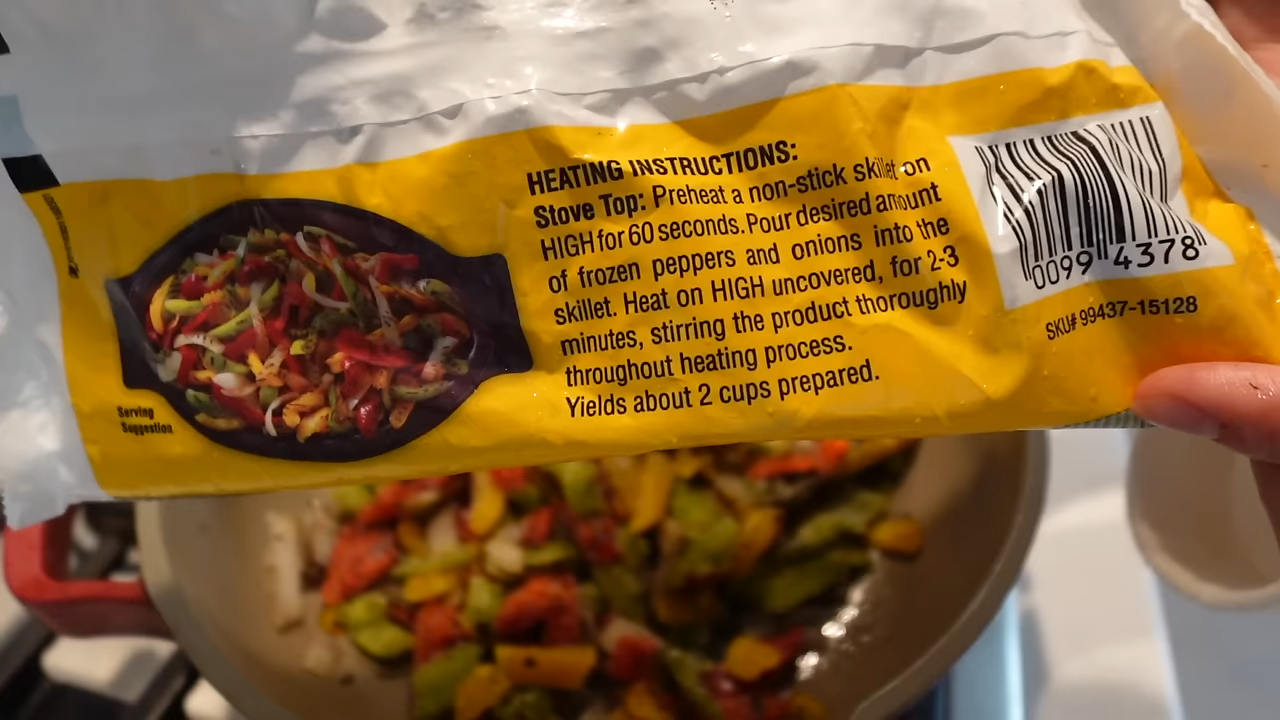 HEATING INSTRUCTIONS:
Stove Top: Preheat a non-stick skillet on
HIGH for 60 seconds. Pour desired amount
of frozen peppers and onions into the
skillet. Heat on HIGH uncovered, for 2-3
minutes, stirring the product thoroughly
throughout heating process.
Yields about 2 cups prepared.
Serving
Suggestion
0099 4378
SKU# 99437-15128